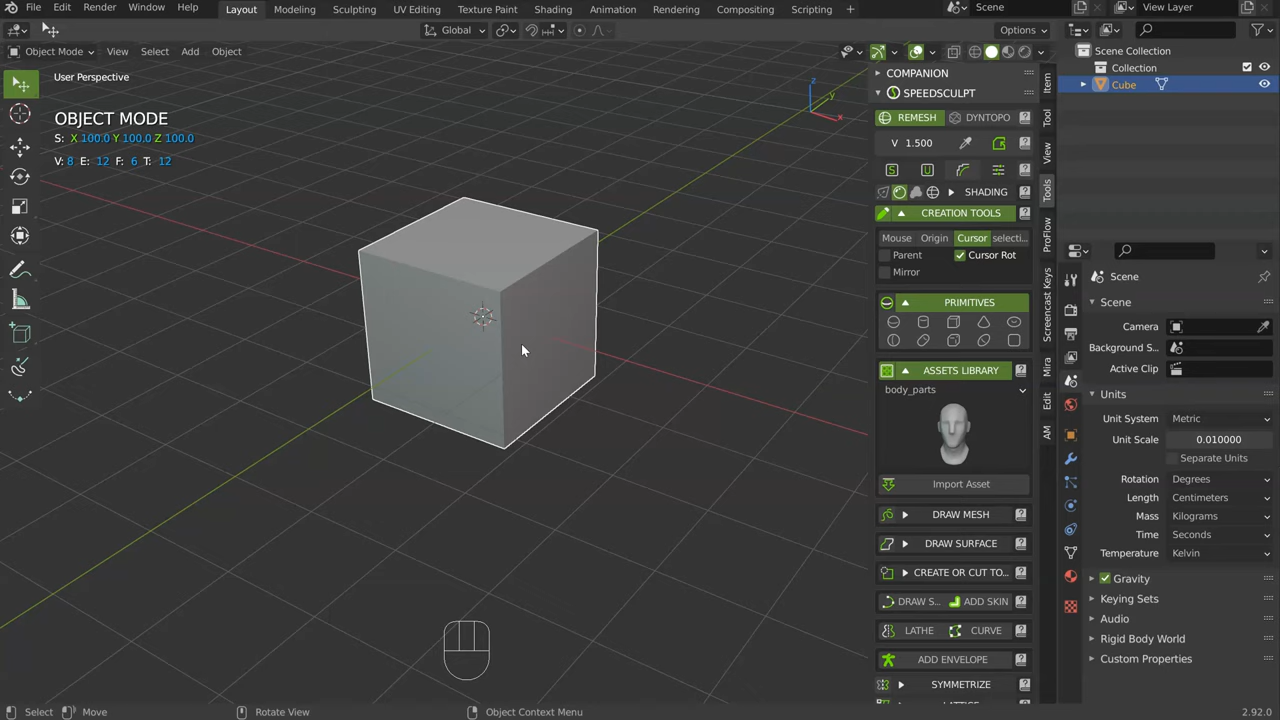 File Edit Render Window Help Layout Modeling Sculpting UV Editing Texture Paint Shading Animation Rendering Compositing Scripting + Scene View Layer
Global Options
Object Mode View Select Add Object
User Perspective
OBJECT MODE
S: X 100.0 Y 100.0 Z 100.0
V: 8 E: 12 F: 6 T: 12
z
y
x
COMPANION
SPEEDSCULPT
REMESH DYNTOPO
V 1.500
S U
SHADING
CREATION TOOLS
Mouse Origin Cursor selecti...
Parent Cursor Rot
Mirror
PRIMITIVES
ASSETS LIBRARY
body_parts
Import Asset
DRAW MESH
DRAW SURFACE
CREATE OR CUT TO...
DRAW S... ADD SKIN
LATHE CURVE
ADD ENVELOPE
SYMMETRIZE
Item
Tool
View
Tools
ProFlow
Screencast Keys
Mira
Edit
AM
Scene Collection
Collection
Cube
Scene
Scene
Camera
Background S...
Active Clip
Units
Unit System Metric
Unit Scale 0.010000
Separate Units
Rotation Degrees
Length Centimeters
Mass Kilograms
Time Seconds
Temperature Kelvin
Gravity
Keying Sets
Audio
Rigid Body World
Custom Properties
Select Move Rotate View Object Context Menu 2.92.0